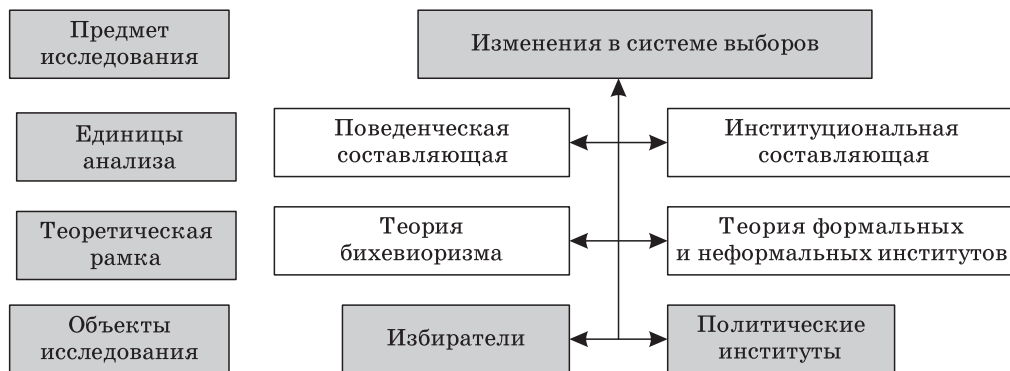 Предмет
исследования
Изменения в системе выборов
Единицы
анализа
Поведенческая
составляющая
Институциональная
составляющая
Теоретическая
рамка
Теория
бихевиоризма
Теория формальных
и неформальных институтов
Объекты
исследования
Избиратели
Политические
институты